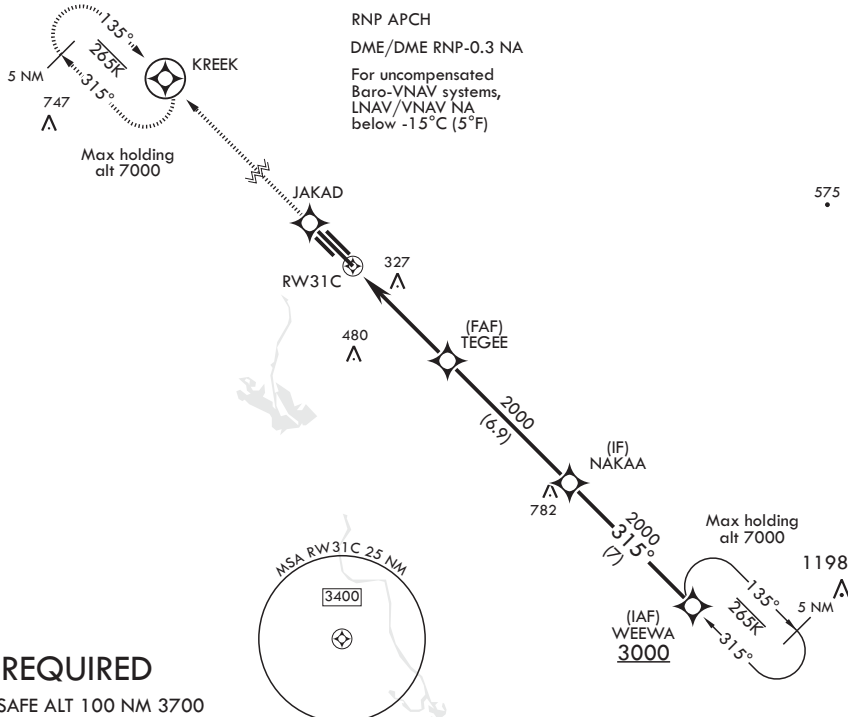 RNP APCH
DME/DME RNP-0.3 NA
For uncompensated
Baro-VNAV systems,
LNAV/VNAV NA
below -15°C (5°F)
135°
265K
315°
5 NM
KREEK
747
Max holding
alt 7000
JAKAD
575
RW31C
327
480
(FAF)
TEGEE
2000
(6.9)
(IF)
NAKAA
782
2000
315°
(7)
Max holding
alt 7000
1198
135°
5 NM
265K
315°
(IAF)
WEEWA
3000
MSA RW31C 25 NM
3400
REQUIRED
SAFE ALT 100 NM 3700